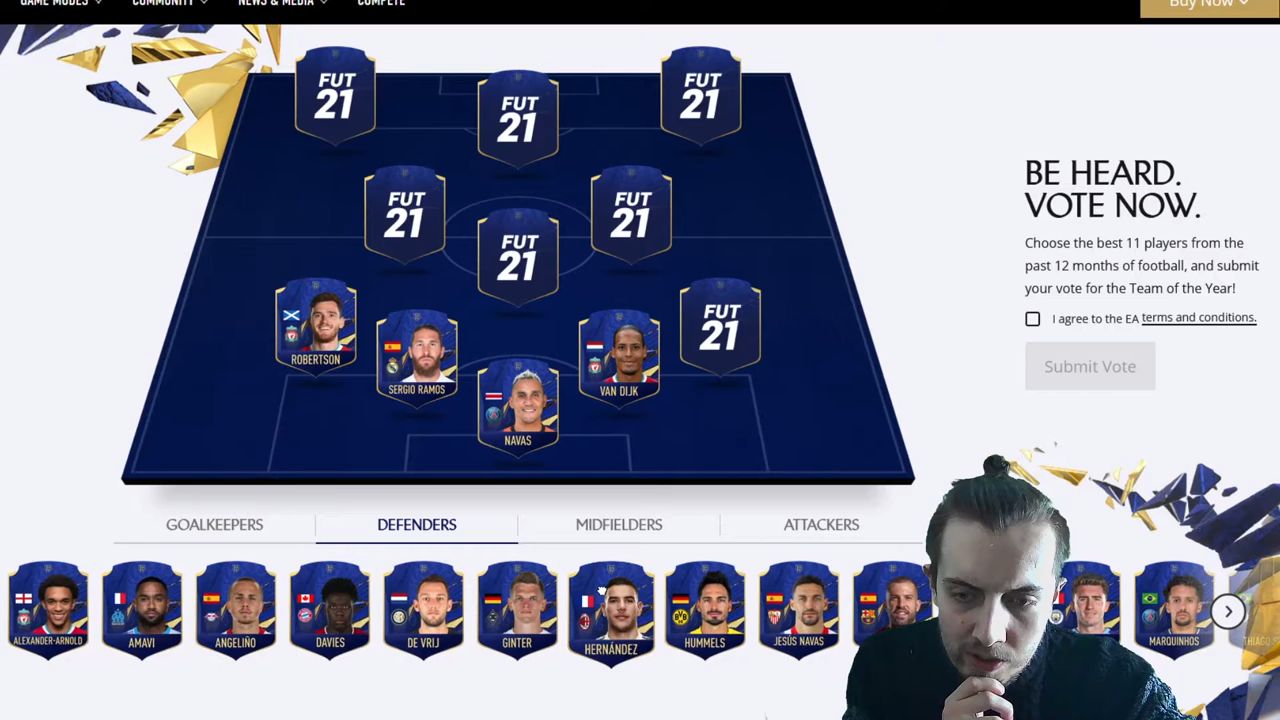 GAME MODES
COMMUNITY
NEWS & MEDIA
COMPETE
Buy Now
FUT
21
FUT
21
FUT
21
FUT
21
FUT
21
FUT
21
ROBERTSON
SERGIO RAMOS
NAVAS
VAN DIJK
FUT
21
BE HEARD.
VOTE NOW.
Choose the best 11 players from the
past 12 months of football, and submit
your vote for the Team of the Year!
I agree to the EA terms and conditions.
Submit Vote
GOALKEEPERS
DEFENDERS
MIDFIELDERS
ATTACKERS
ALEXANDER-ARNOLD
AMAVI
ANGELIÑO
DAVIES
DE VRIJ
GINTER
HERNÁNDEZ
HUMMELS
JESÚS NAVAS
MARQUINHOS